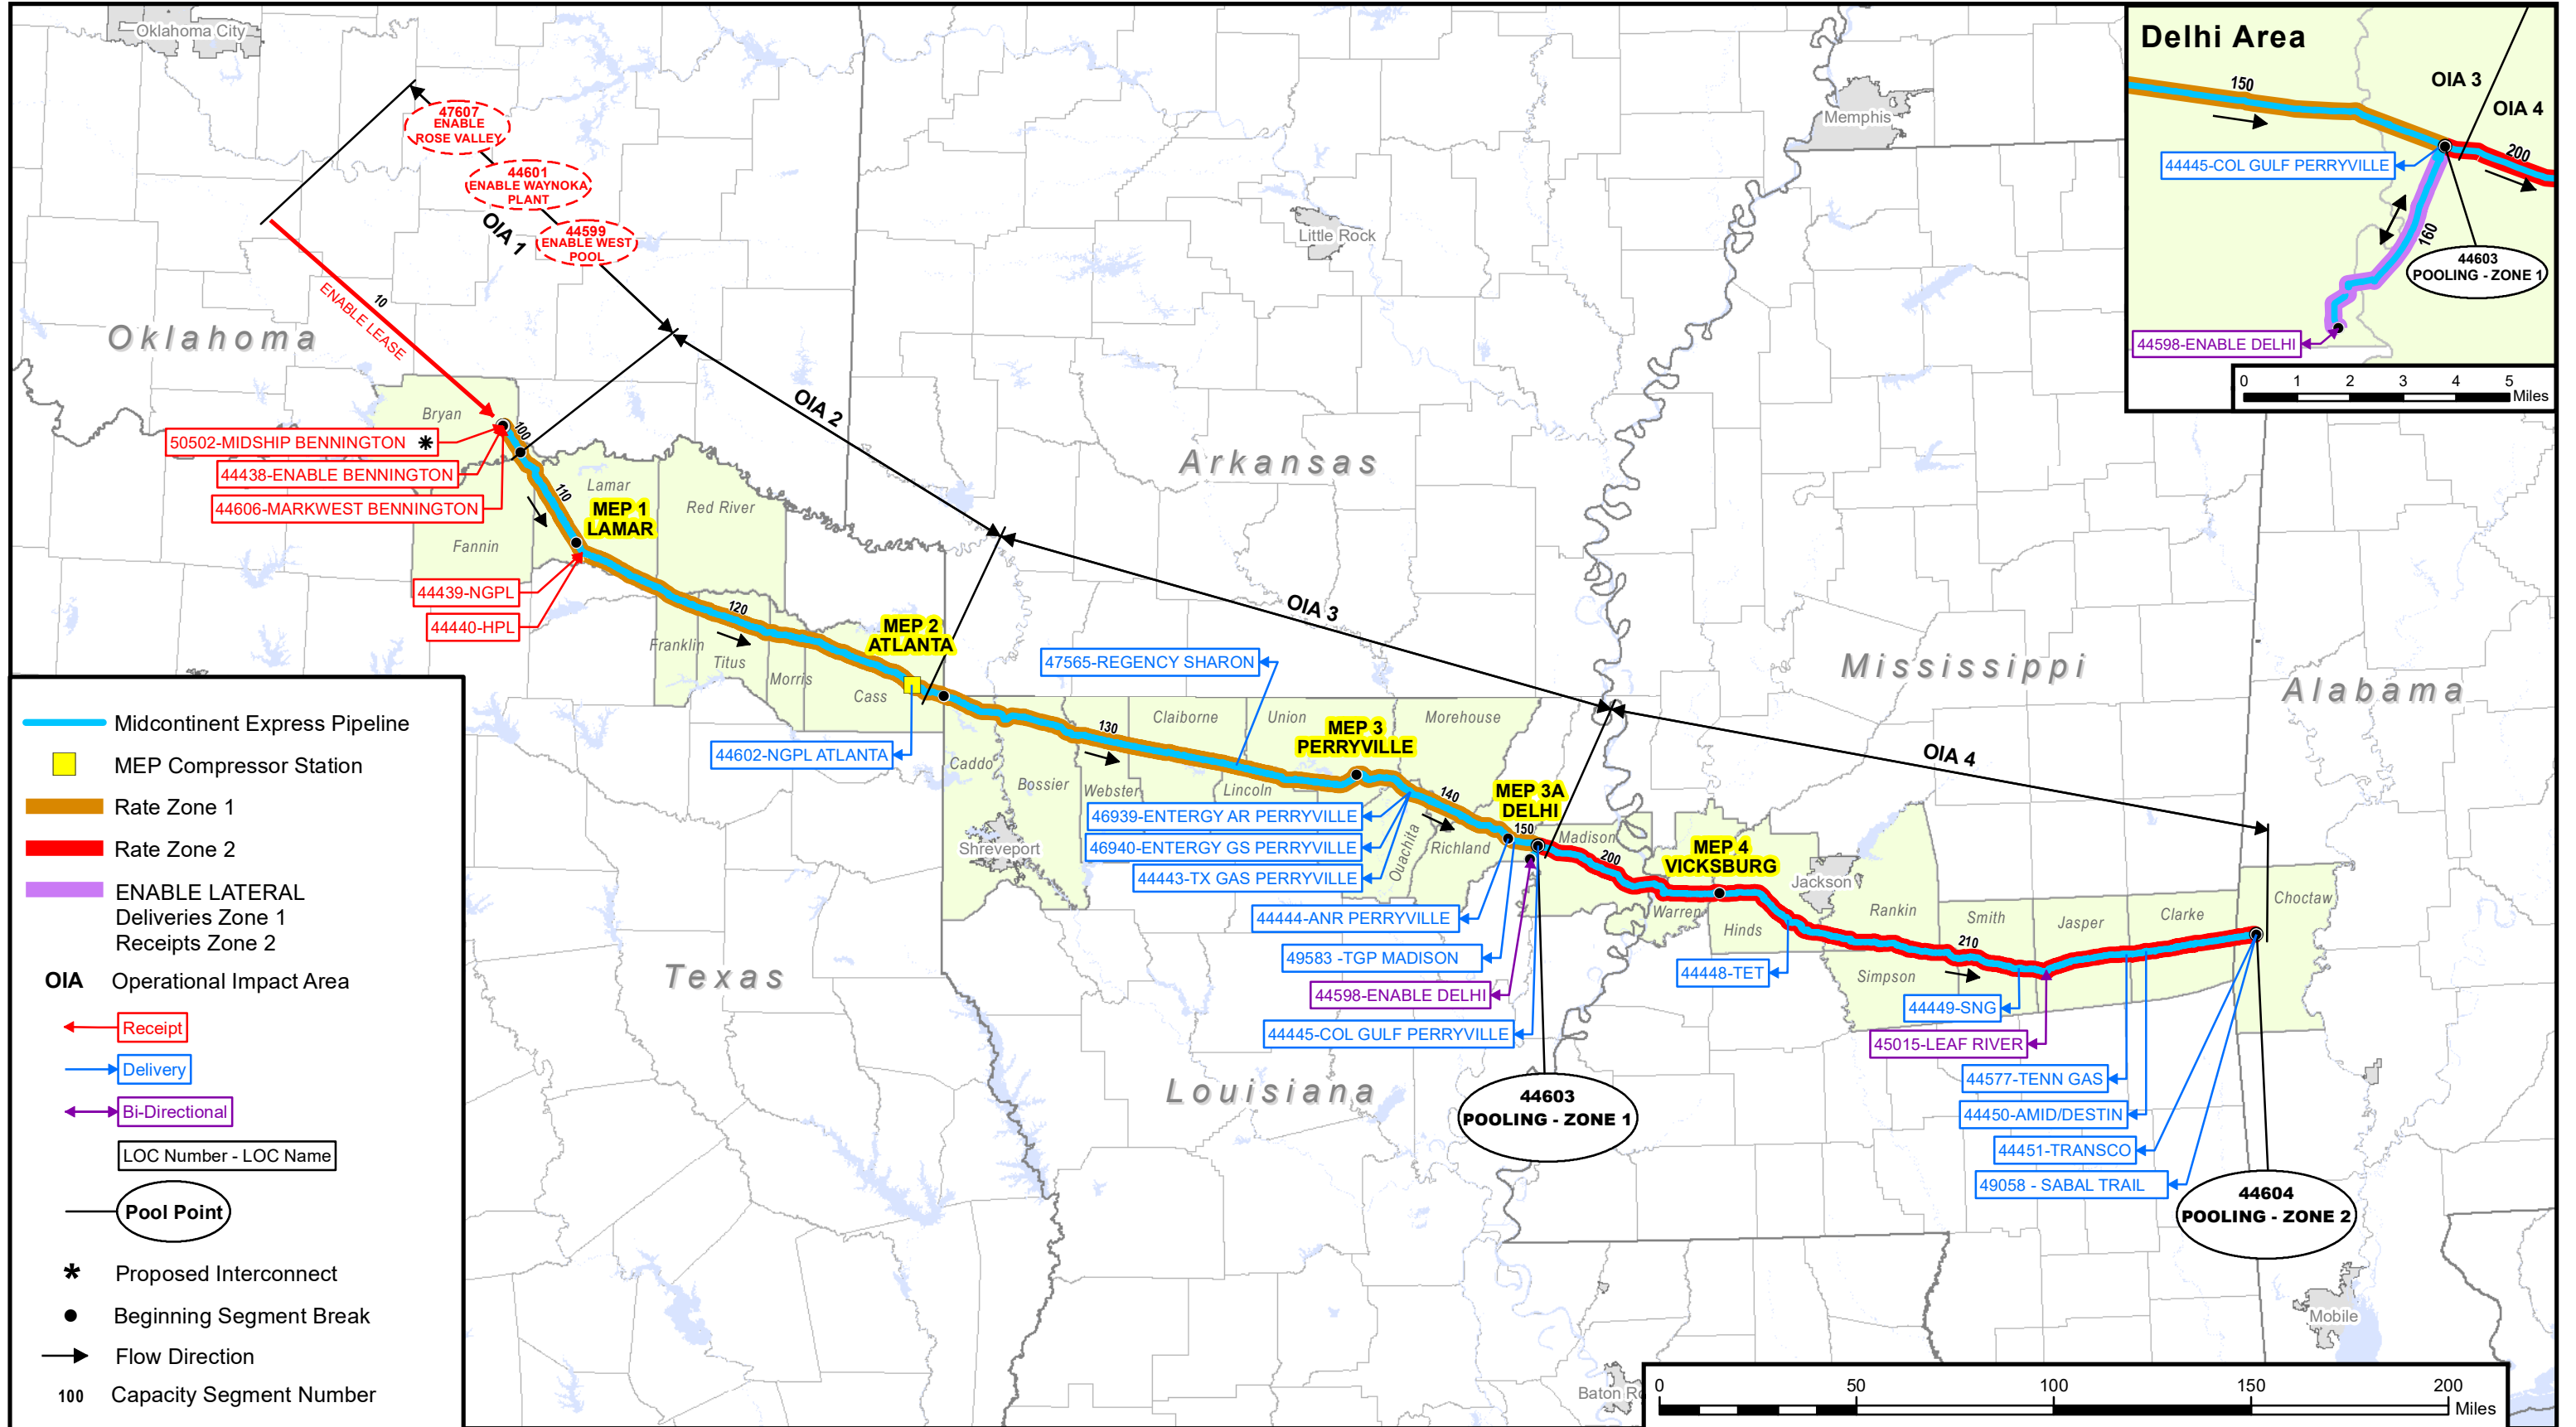 Oklahoma City
47607
ENABLE
ROSE VALLEY
44601
ENABLE WAYNOKA
PLANT
44599
ENABLE WEST
POOL
OIA 1
10
ENABLE LEASE
Oklahoma
OIA 2
Bryan
50502-MIDSHIP BENNINGTON *
44438-ENABLE BENNINGTON
44606-MARKWEST BENNINGTON
100
110
Fannin
Lamar
MEP 1
LAMAR
Red River
44439-NGPL
44440-HPL
120
Franklin
Titus
Morris
Cass
MEP 2
ATLANTA
44602-NGPL ATLANTA
Memphis
Little Rock
Arkansas
OIA 3
47565-REGENCY SHARON
Claiborne
Union
Morehouse
MEP 3
PERRYVILLE
130
Caddo
Bossier
Webster
Lincoln
Ouachita
Richland
Madison
Shreveport
46939-ENTERGY AR PERRYVILLE
46940-ENTERGY GS PERRYVILLE
44443-TX GAS PERRYVILLE
140
MEP 3A
DELHI
150
44444-ANR PERRYVILLE
49583 -TGP MADISON
44598-ENABLE DELHI
44445-COL GULF PERRYVILLE
Texas
Louisiana
44603
POOLING - ZONE 1
Mississippi
Alabama
OIA 4
200
MEP 4
VICKSBURG
Jackson
Warren
Hinds
Rankin
Simpson
Smith
Jasper
Clarke
Choctaw
210
44448-TET
44449-SNG
45015-LEAF RIVER
44577-TENN GAS
44450-AMID/DESTIN
44451-TRANSCO
49058 - SABAL TRAIL
44604
POOLING - ZONE 2
Mobile
Baton
0 50 100 150 200
Miles
Delhi Area
150
OIA 3
OIA 4
200
44445-COL GULF PERRYVILLE
160
44603
POOLING - ZONE 1
44598-ENABLE DELHI
0 1 2 3 4 5
Miles
Midcontinent Express Pipeline
MEP Compressor Station
Rate Zone 1
Rate Zone 2
ENABLE LATERAL
Deliveries Zone 1
Receipts Zone 2
OIA Operational Impact Area
Receipt
Delivery
Bi-Directional
LOC Number - LOC Name
Pool Point
* Proposed Interconnect
Beginning Segment Break
Flow Direction
100 Capacity Segment Number